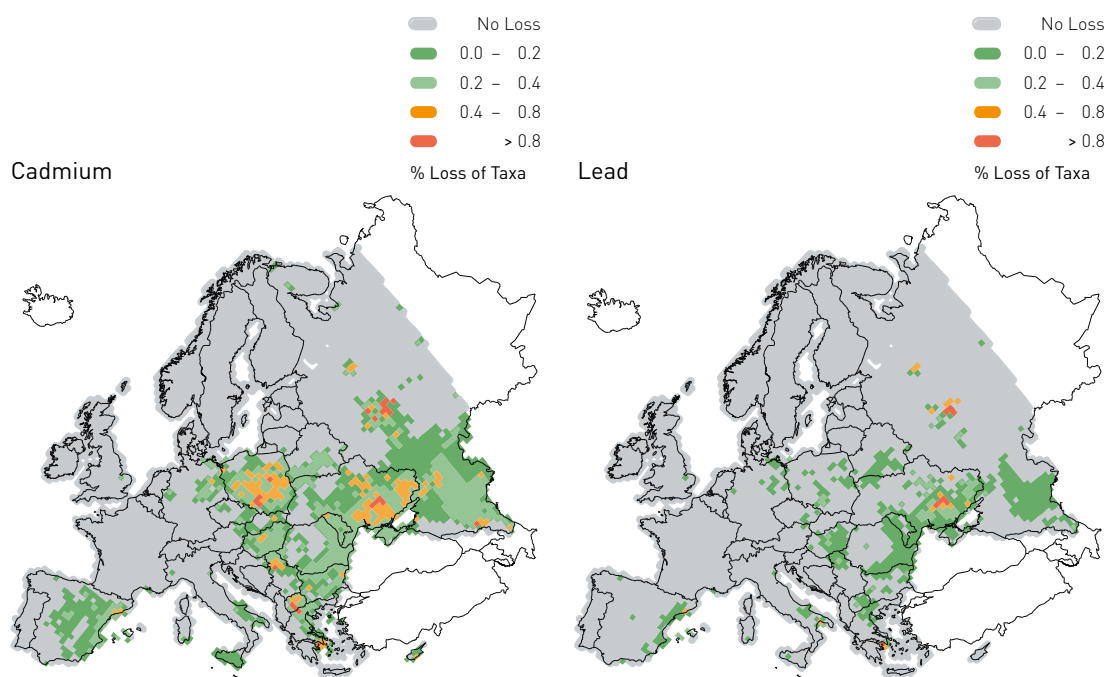 No Loss
0.0 – 0.2
0.2 – 0.4
0.4 – 0.8
> 0.8
Cadmium
% Loss of Taxa
No Loss
0.0 – 0.2
0.2 – 0.4
0.4 – 0.8
> 0.8
Lead
% Loss of Taxa